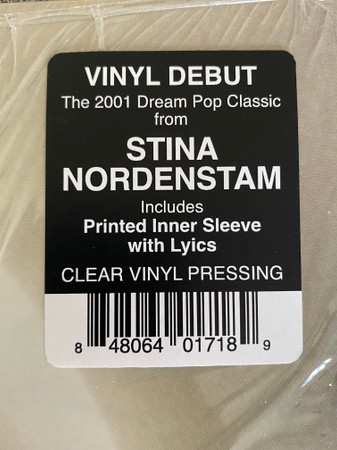 VINYL DEBUT
The 2001 Dream Pop Classic
from
STINA
NORDENSTAM
Includes
Printed Inner Sleeve
with Lyics
CLEAR VINYL PRESSING
8 48064 01718 9